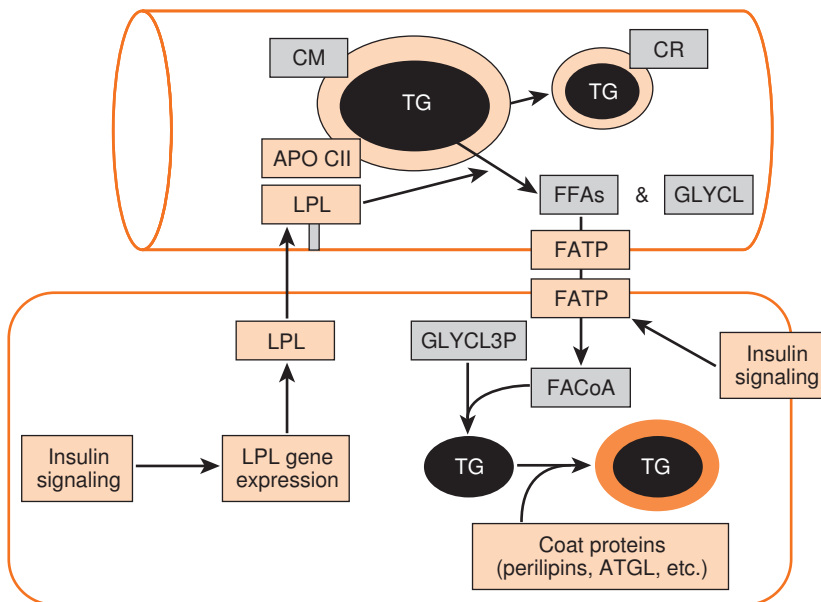 CM
TG
CR
TG
APO CII
LPL
FFAs & GLYCL
FATP
FATP
LPL
GLYCL3P
Insulin
signaling
FACoA
Insulin
signaling
LPL gene
expression
TG
TG
Coat proteins
(perilipins, ATGL, etc.)